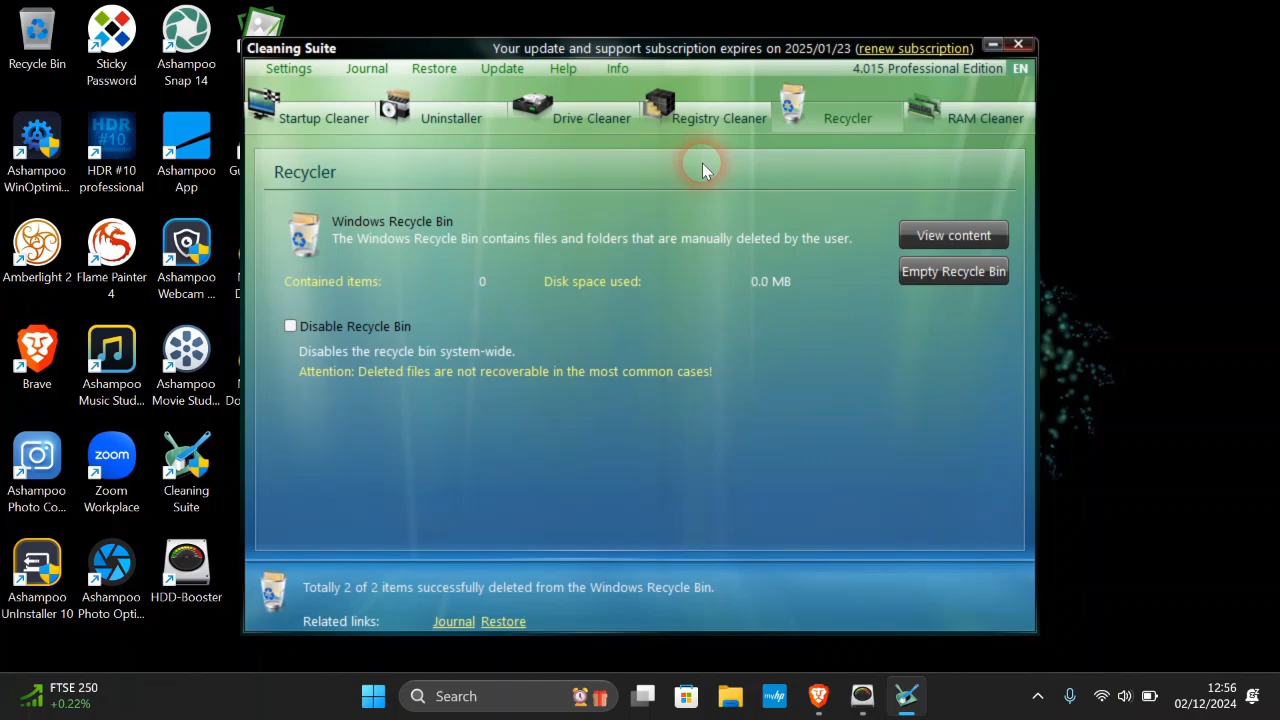 Recycle Bin
Sticky Password
Ashampoo Snap 14
Ashampoo WinOptimi...
HDR #10 professional
Ashampoo App
HDR #10
Amberlight 2
Flame Painter 4
Ashampoo Webcam ...
Brave
Ashampoo Music Stud...
Ashampoo Movie Stud...
Ashampoo Photo Co...
zoom
Zoom Workplace
Cleaning Suite
Ashampoo UnInstaller 10
Ashampoo Photo Opti...
HDD-Booster
Cleaning Suite
Your update and support subscription expires on 2025/01/23 (renew subscription)
Settings Journal Restore Update Help Info 4.015 Professional Edition EN
Startup Cleaner Uninstaller Drive Cleaner Registry Cleaner Recycler RAM Cleaner
Recycler
Windows Recycle Bin
The Windows Recycle Bin contains files and folders that are manually deleted by the user.
View content
Empty Recycle Bin
Contained items: 0 Disk space used: 0.0 MB
Disable Recycle Bin
Disables the recycle bin system-wide.
Attention: Deleted files are not recoverable in the most common cases!
Totally 2 of 2 items successfully deleted from the Windows Recycle Bin.
Related links: Journal Restore
FTSE 250
+0.22%
Search
myhp
12:56
02/12/2024